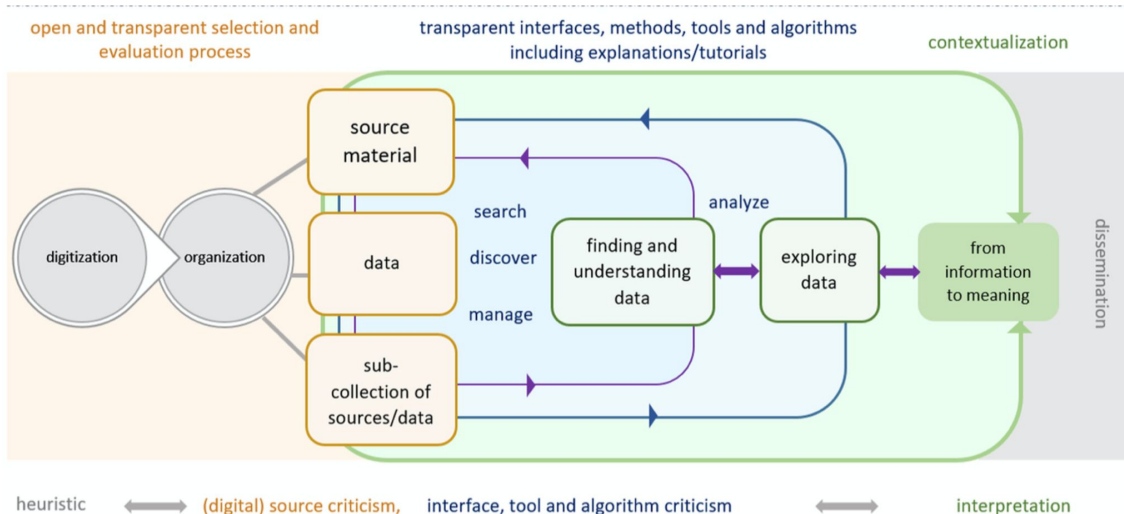 open and transparent selection and
evaluation process
transparent interfaces, methods, tools and algorithms
including explanations/tutorials
contextualization
source
material
digitization
organization
data
sub-
collection of
sources/data
search
discover
manage
finding and
understanding
data
analyze
exploring
data
from
information
to meaning
dissemination
heuristic
(digital) source criticism,
interface, tool and algorithm criticism
interpretation